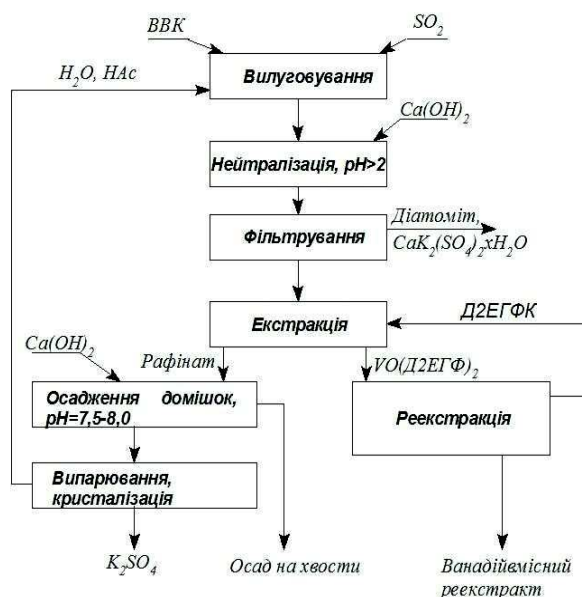 ВВК
SO2
H2O, HAc
Вилуговування
Ca(OH)2
Нейтралізація, pH>2
Фільтрування
Діатоміт,
CaK2(SO4)2xH2O
Екстракція
Д2ЕГФК
Ca(OH)2
Рафінат
VO(Д2ЕГФ)2
Осадження домішок,
pH=7,5-8,0
Реекстракція
Випарювання,
кристалізація
K2SO4
Осад на хвости
Ванадіймвісний
реекстракт